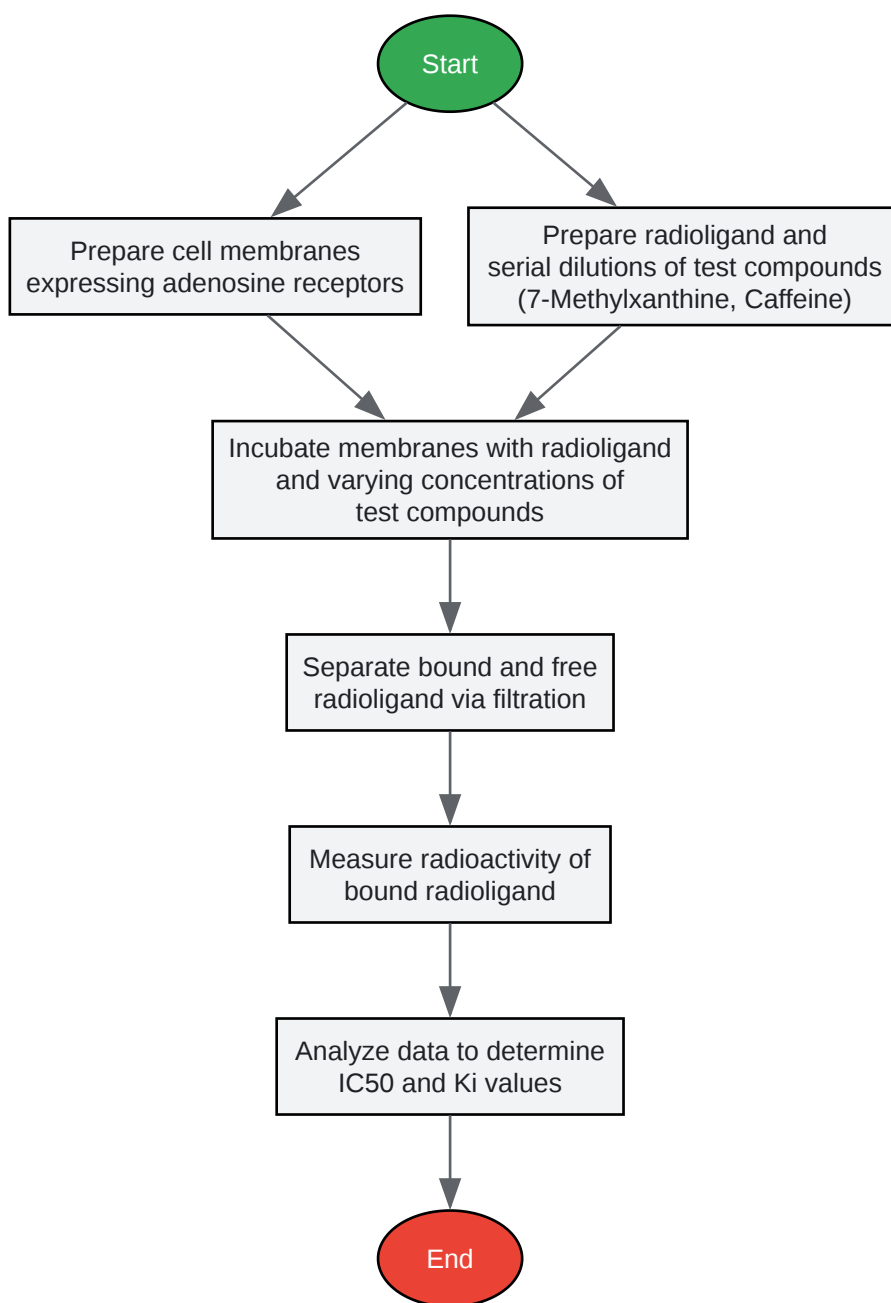 Start
Prepare cell membranes
expressing adenosine receptors
Prepare radioligand and
serial dilutions of test compounds
(7-Methylxanthine, Caffeine)
Incubate membranes with radioligand
and varying concentrations of
test compounds
Separate bound and free
radioligand via filtration
Measure radioactivity of
bound radioligand
Analyze data to determine
IC50 and Ki values
End